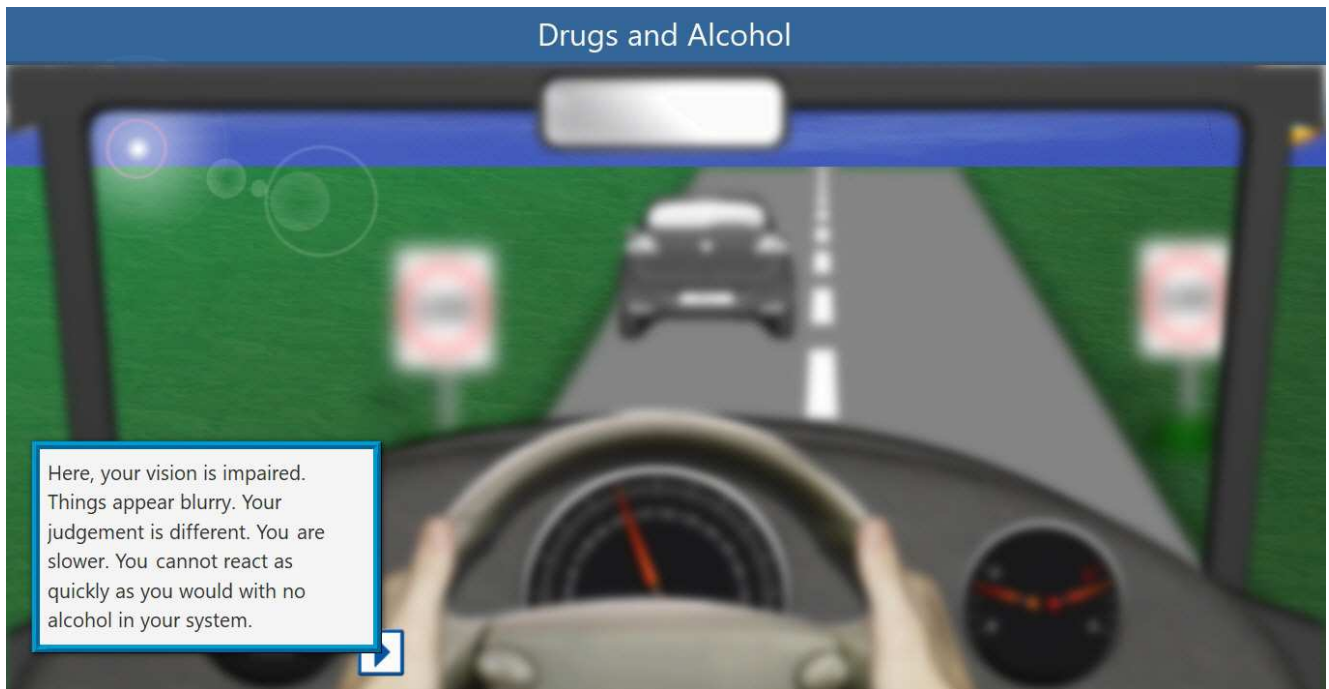 Drugs and Alcohol
Here, your vision is impaired.
Things appear blurry. Your
judgement is different. You are
slower. You cannot react as
quickly as you would with no
alcohol in your system.